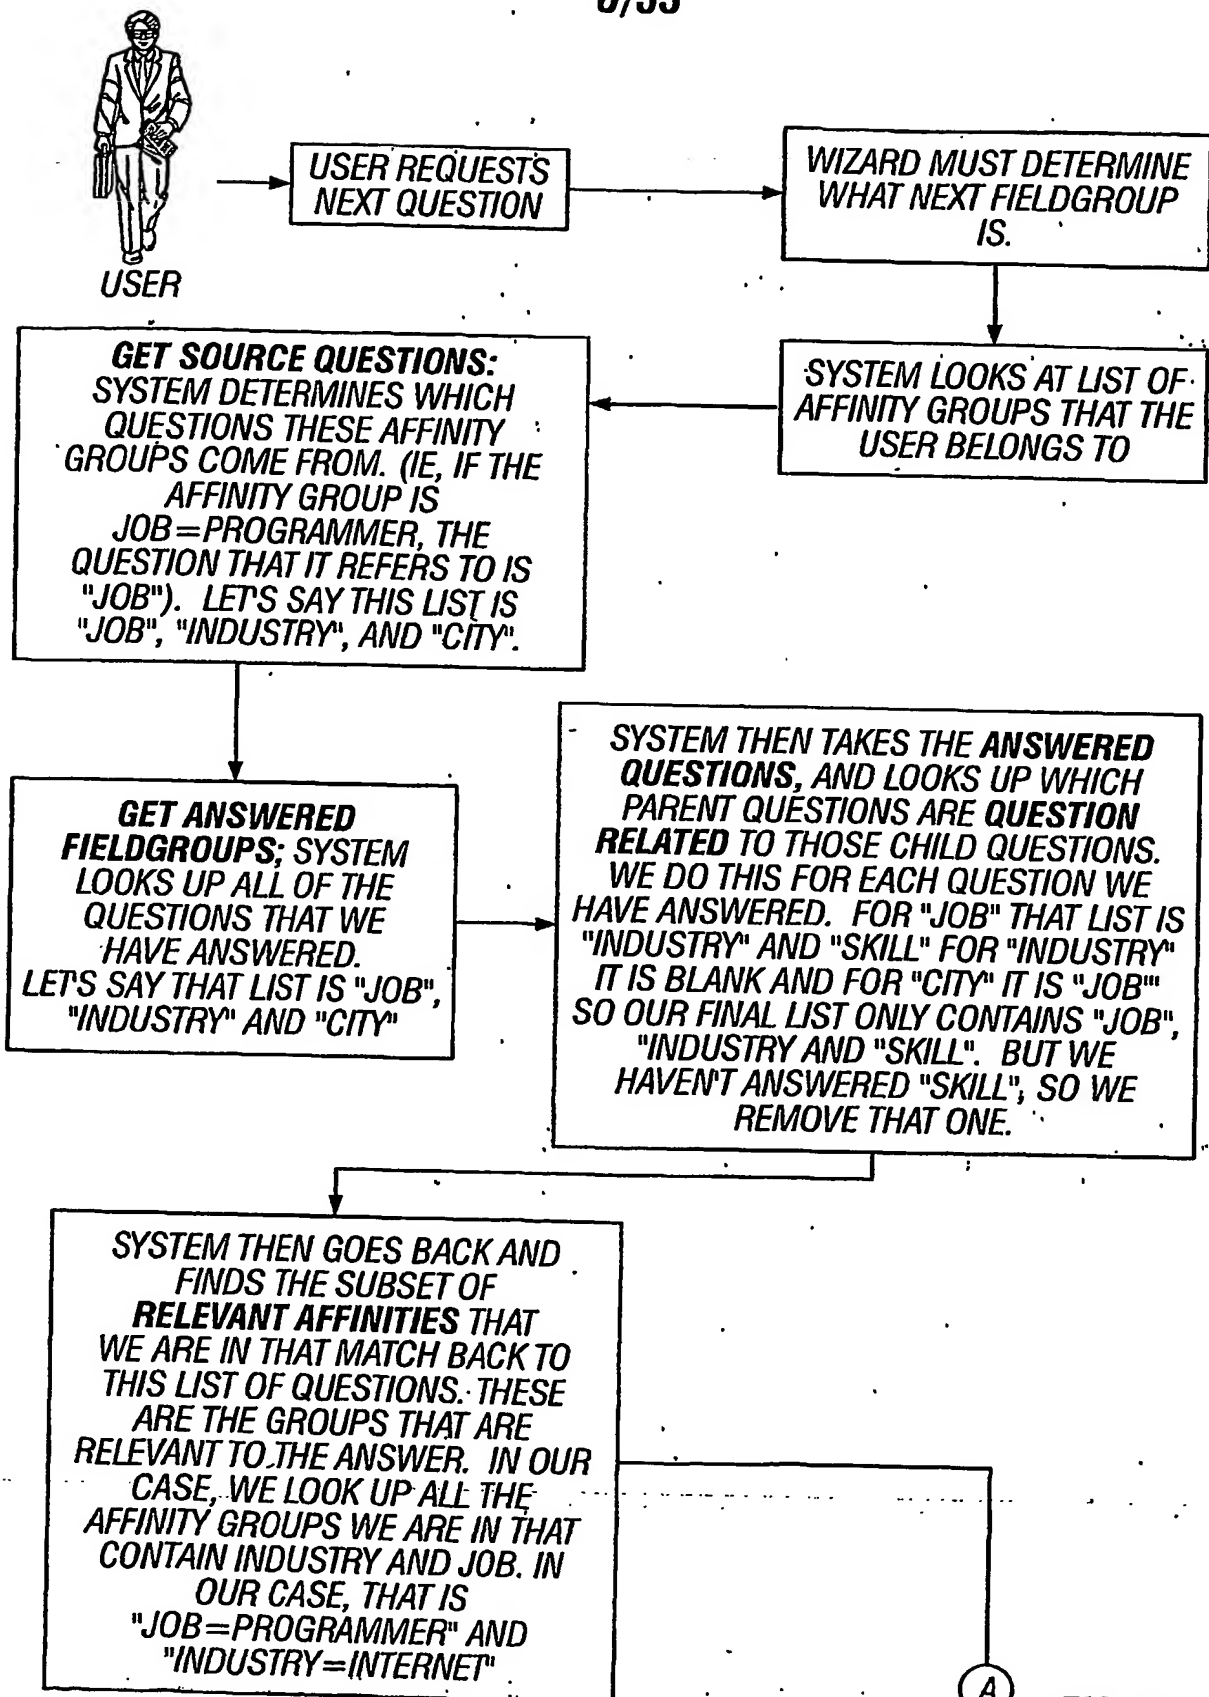 USER REQUESTS
NEXT QUESTION
WIZARD MUST DETERMINE
WHAT NEXT FIELDGROUP
IS.
USER
SYSTEM LOOKS AT LIST OF
AFFINITY GROUPS THAT THE
USER BELONGS TO
GET SOURCE QUESTIONS:
SYSTEM DETERMINES WHICH
QUESTIONS THESE AFFINITY
GROUPS COME FROM. (IE, IF THE
AFFINITY GROUP IS
JOB=PROGRAMMER, THE
QUESTION THAT IT REFERS TO IS
"JOB"). LET'S SAY THIS LIST IS
"JOB", "INDUSTRY", AND "CITY".
GET ANSWERED
FIELDGROUPS; SYSTEM
LOOKS UP ALL OF THE
QUESTIONS THAT WE
HAVE ANSWERED.
LET'S SAY THAT LIST IS "JOB",
"INDUSTRY" AND "CITY"
SYSTEM THEN TAKES THE ANSWERED
QUESTIONS, AND LOOKS UP WHICH
PARENT QUESTIONS ARE QUESTION
RELATED TO THOSE CHILD QUESTIONS.
WE DO THIS FOR EACH QUESTION WE
HAVE ANSWERED. FOR "JOB" THAT LIST IS
"INDUSTRY" AND "SKILL" FOR "INDUSTRY"
IT IS BLANK AND FOR "CITY" IT IS "JOB'"
SO OUR FINAL LIST ONLY CONTAINS "JOB",
"INDUSTRY AND "SKILL". BUT WE
HAVEN'T ANSWERED "SKILL", SO WE
REMOVE THAT ONE.
SYSTEM THEN GOES BACK AND
FINDS THE SUBSET OF
RELEVANT AFFINITIES THAT
WE ARE IN THAT MATCH BACK TO
THIS LIST OF QUESTIONS. THESE
ARE THE GROUPS THAT ARE
RELEVANT TO THE ANSWER. IN OUR
CASE, WE LOOK UP ALL THE
AFFINITY GROUPS WE ARE IN THAT
CONTAIN INDUSTRY AND JOB. IN
OUR CASE, THAT IS
"JOB=PROGRAMMER" AND
"INDUSTRY=INTERNET"
A